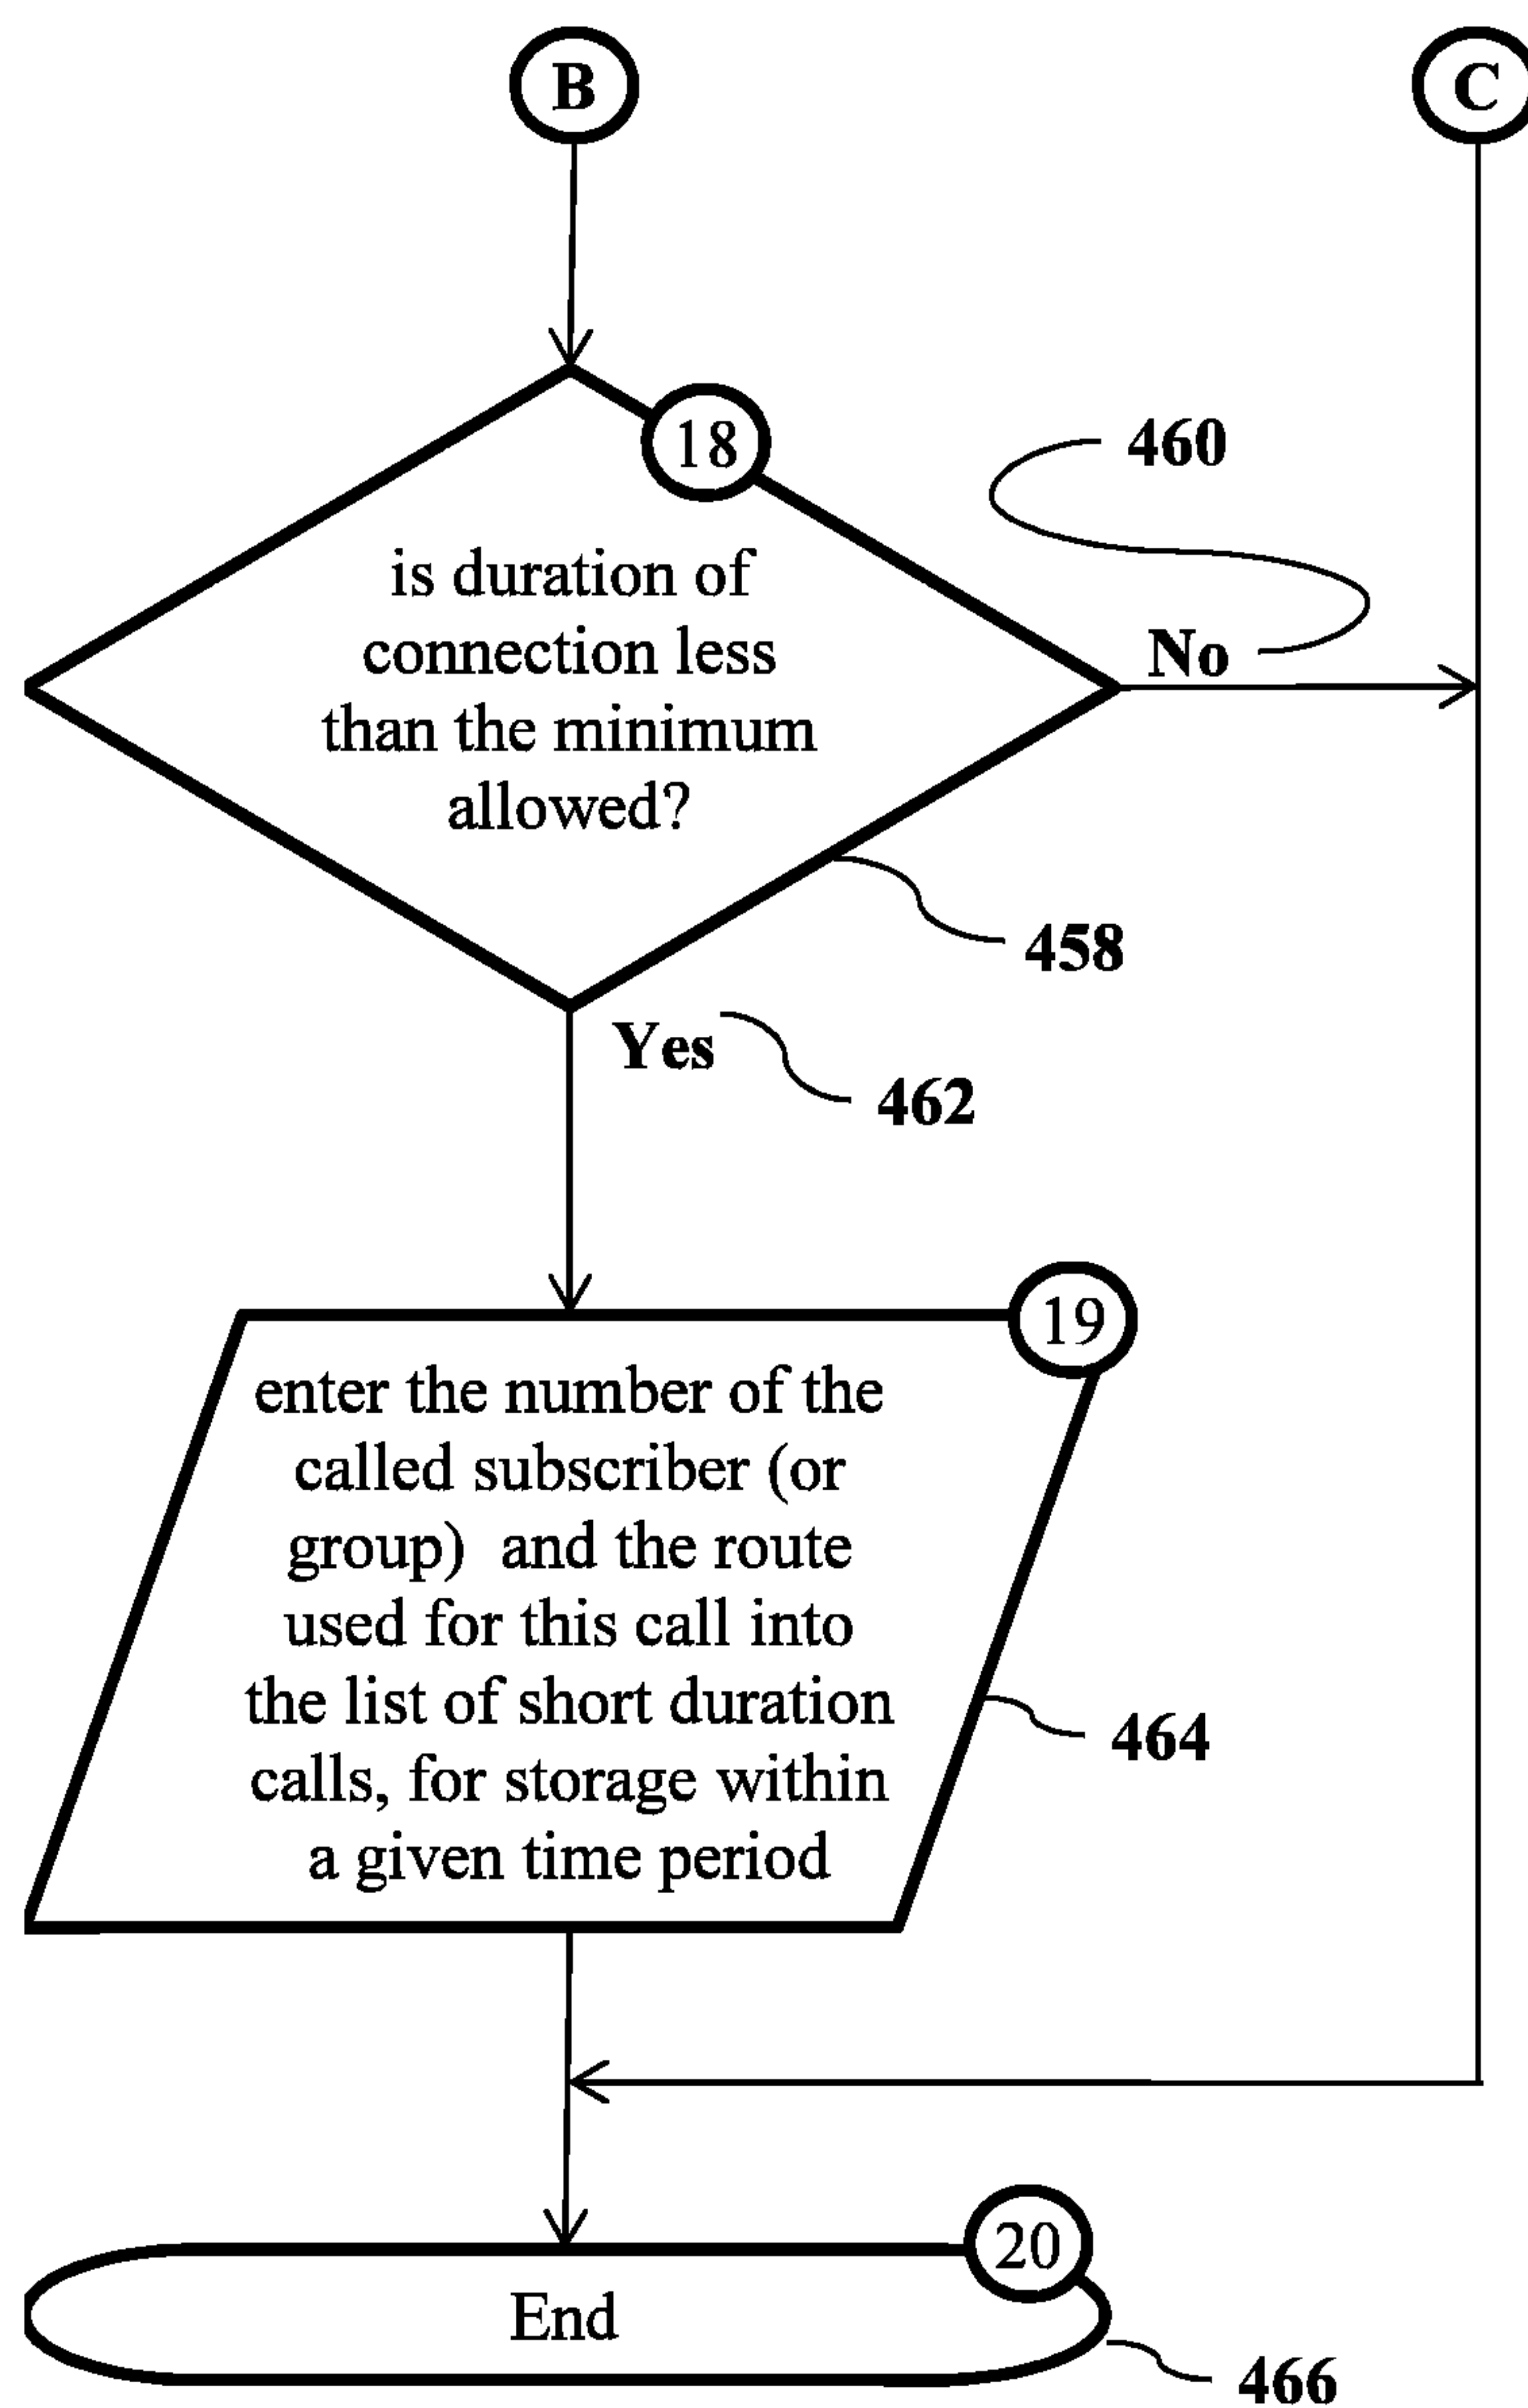 B
C
18
460
is duration of
connection less
than the minimum
allowed?
No
458
Yes
462
19
enter the number of the
called subscriber (or
group) and the route
used for this call into
the list of short duration
calls, for storage within
a given time period
464
20
End
466